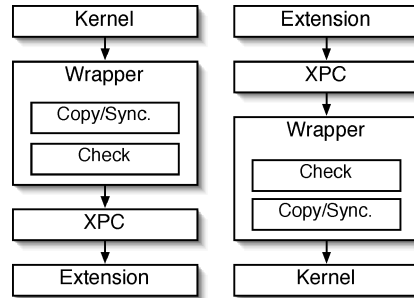 Kernel
Wrapper
Copy/Sync.
Check
XPC
Extension
Extension
XPC
Wrapper
Check
Copy/Sync.
Kernel